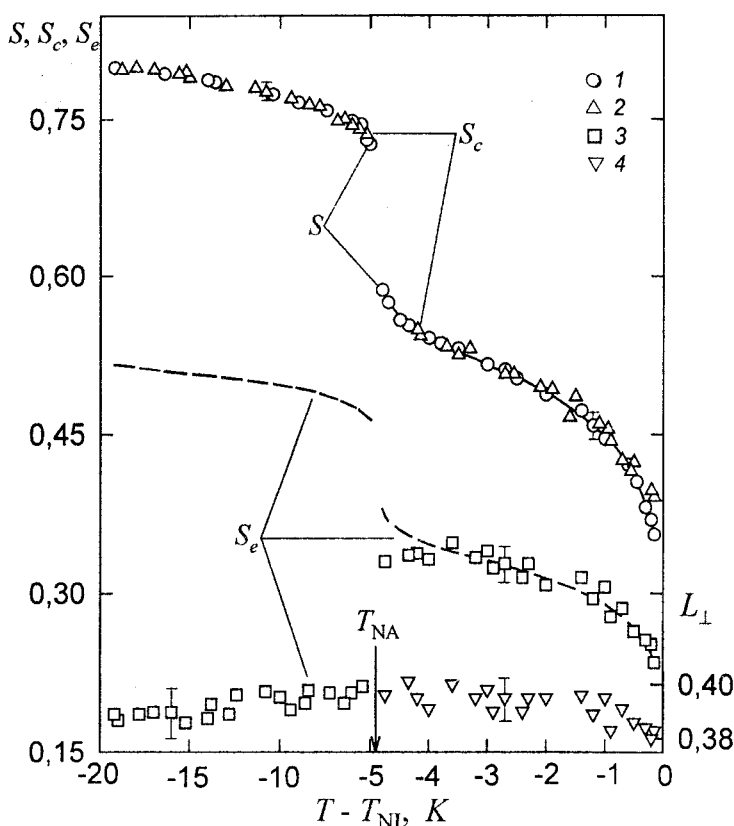 S, S_c, S_e
0,75
0,60
0,45
0,30
0,15
1
2
3
4
S_c
S
S_e
T_NA
L_⊥
0,40
0,38
-20 -15 -10 -5 -4 -3 -2 -1 0
T - T_NI, K